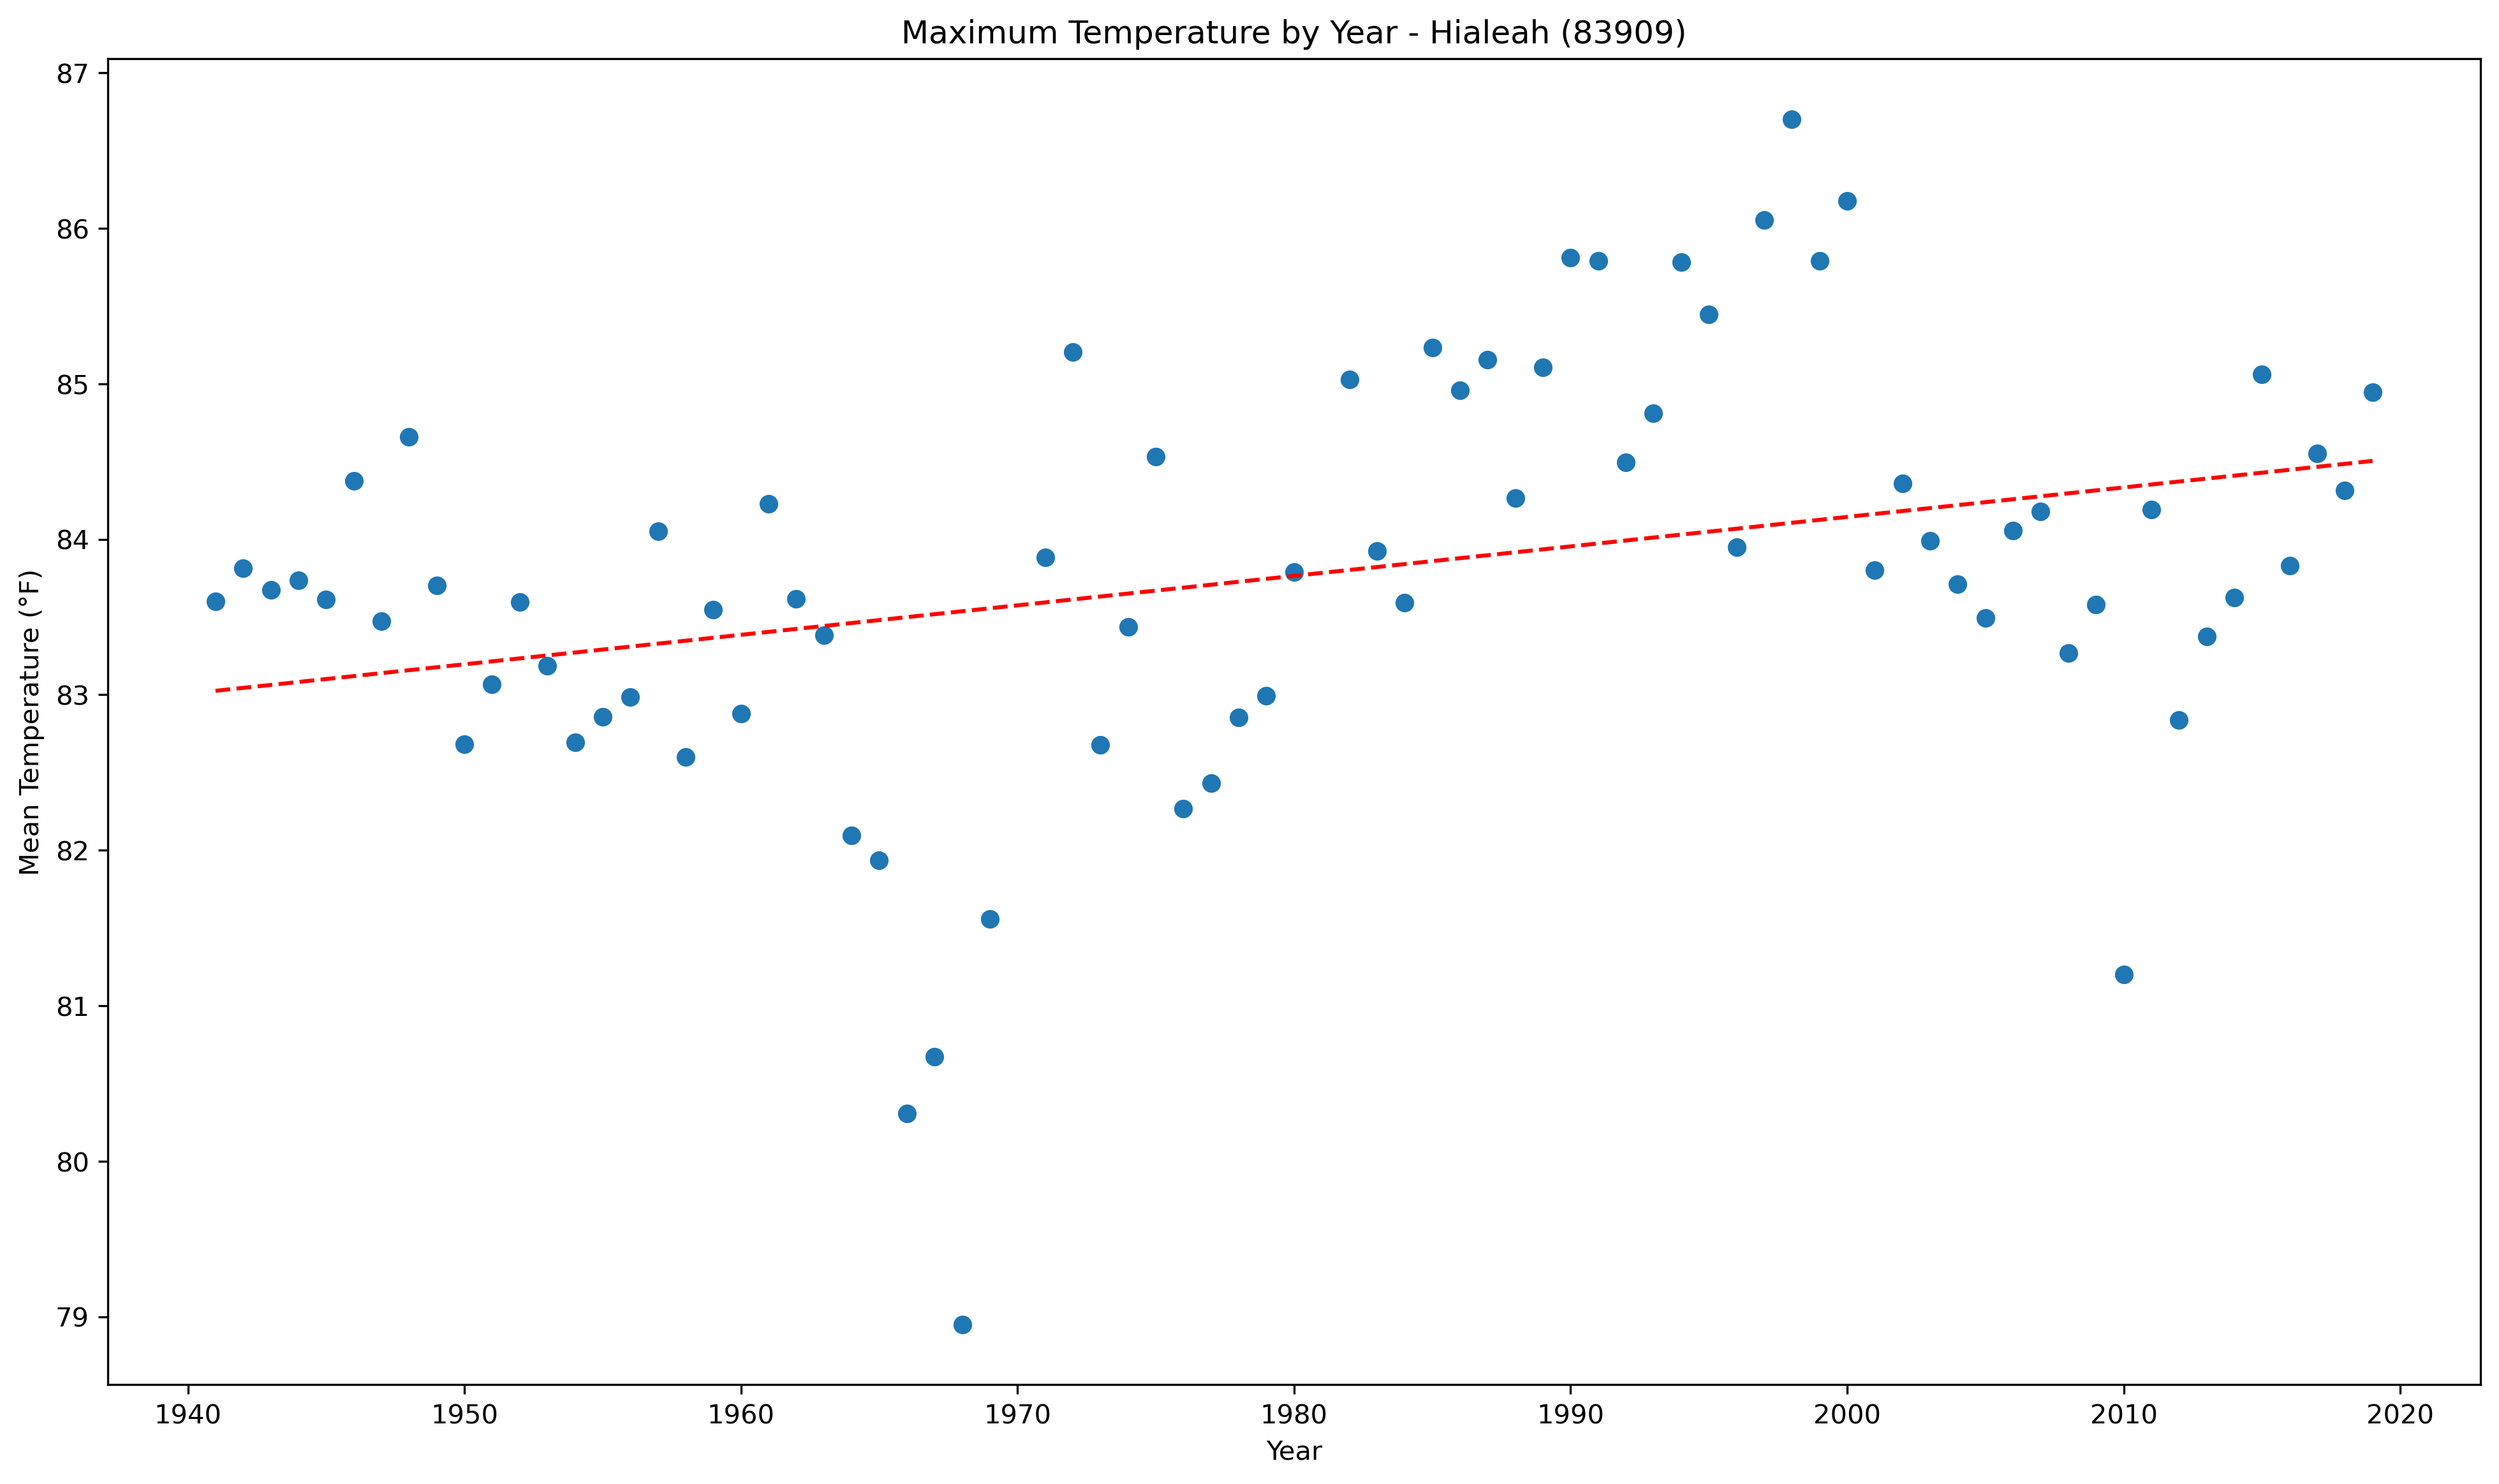 Maximum Temperature by Year - Hialeah (83909)
Mean Temperature (°F)
87
86
85
84
83
82
81
80
79
1940 1950 1960 1970 1980 1990 2000 2010 2020
Year